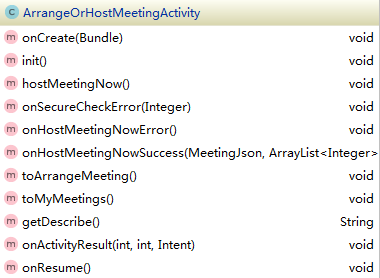 C ArrangeOrHostMeetingActivity
m onCreate(Bundle) void
m init() void
m hostMeetingNow() void
m onSecureCheckError(Integer) void
m onHostMeetingNowError() void
m onHostMeetingNowSuccess(MeetingJson, ArrayList<Integer>
m toArrangeMeeting() void
m toMyMeetings() void
m getDescribe() String
m onActivityResult(int, int, Intent) void
m onResume() void